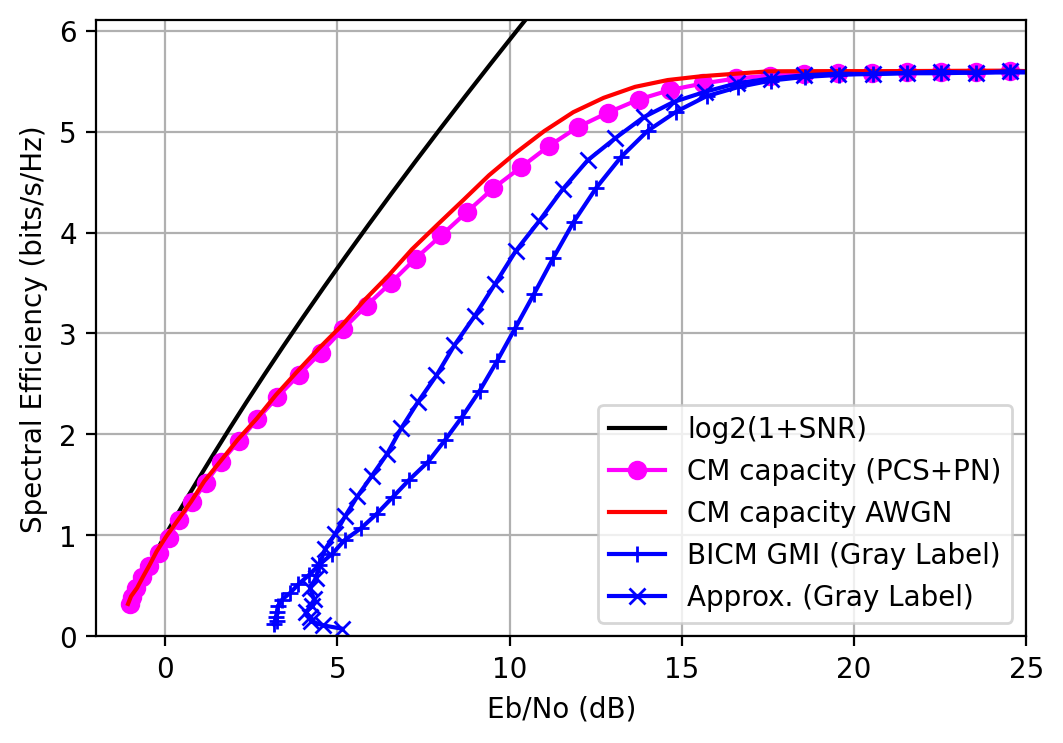 6
5
4
3
2
1
0
Spectral Efficiency (bits/s/Hz)
log2(1+SNR)
CM capacity (PCS+PN)
CM capacity AWGN
BICM GMI (Gray Label)
Approx. (Gray Label)
0 5 10 15 20 25
Eb/No (dB)